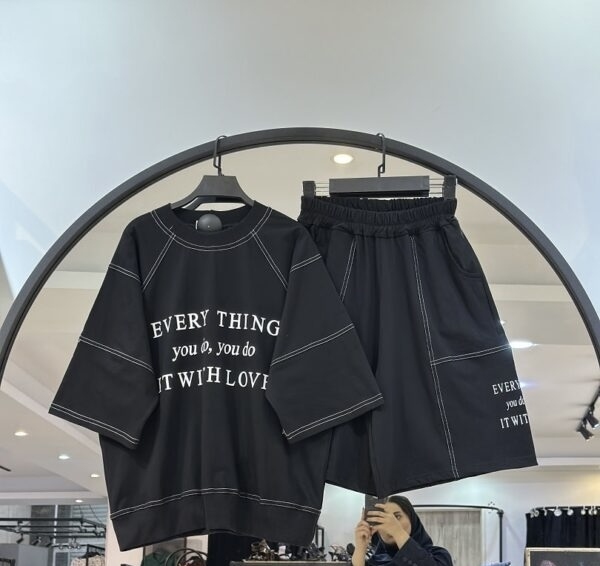 EVERY THING
you do, you do
IT WITH LOVE
EVERY
you do
IT WITH